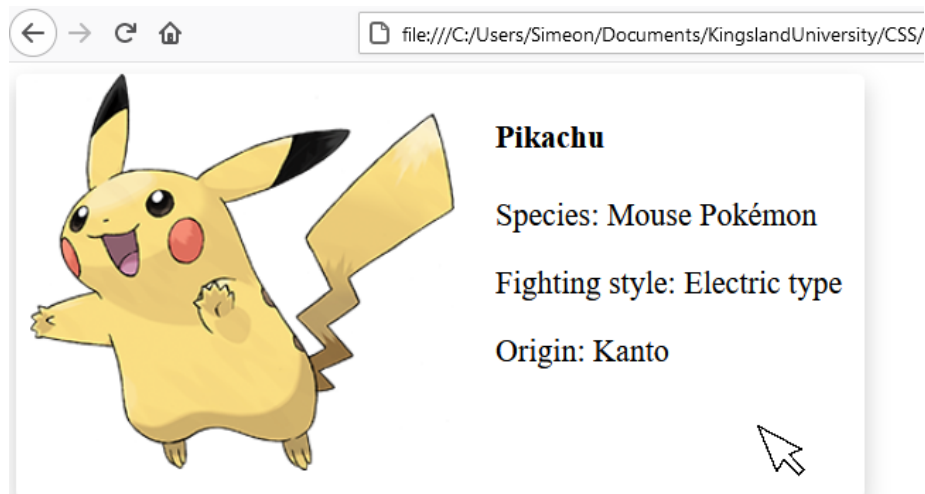 file:///C:/Users/Simeon/Documents/KingslandUniversity/CSS/
Pikachu
Species: Mouse Pokémon
Fighting style: Electric type
Origin: Kanto